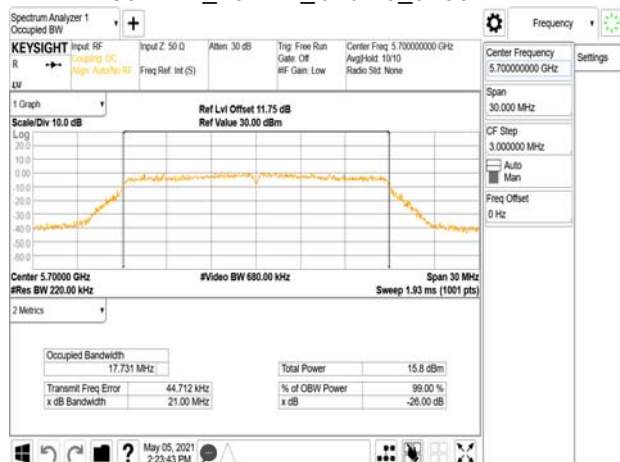 Spectrum Analyzer 1
Occupied BW
+
Frequency
KEYSIGHT
Input: RF
Input Z: 50 Ω
Atten: 30 dB
Trig: Free Run
Center Freq: 5.700000000 GHz
R
Coupling: DC
Gate: Off
Avg|Hold: 10/10
Align: Auto/No RF
Freq Ref: Int (S)
#IF Gain: Low
Radio Std: None
LV
Center Frequency
5.700000000 GHz
Settings
Span
30.000 MHz
CF Step
3.000000 MHz
Auto
Man
Freq Offset
0 Hz
1 Graph
Ref Lvl Offset 11.75 dB
Scale/Div 10.0 dB
Ref Value 30.00 dBm
Log
20.0
10.0
0.00
-10.0
-20.0
-30.0
-40.0
-50.0
-60.0
Center 5.70000 GHz
#Video BW 680.00 kHz
Span 30 MHz
#Res BW 220.00 kHz
Sweep 1.93 ms (1001 pts)
2 Metrics
Occupied Bandwidth
17.731 MHz
Total Power
15.8 dBm
Transmit Freq Error
44.712 kHz
% of OBW Power
99.00 %
x dB Bandwidth
21.00 MHz
x dB
-26.00 dB
?
May 05, 2021
2:23:43 PM